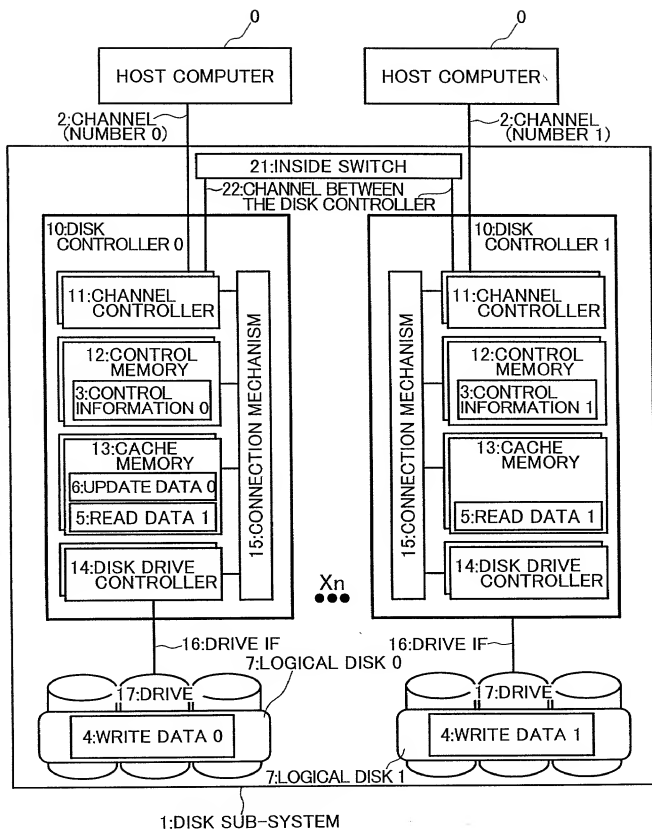 0
0
HOST COMPUTER
HOST COMPUTER
2:CHANNEL
(NUMBER 0)
2:CHANNEL
(NUMBER 1)
21:INSIDE SWITCH
22:CHANNEL BETWEEN
THE DISK CONTROLLER
10:DISK
CONTROLLER 0
11:CHANNEL
CONTROLLER
12:CONTROL
MEMORY
3:CONTROL
INFORMATION 0
13:CACHE
MEMORY
6:UPDATE DATA 0
5:READ DATA 1
14:DISK DRIVE
CONTROLLER
15:CONNECTION MECHANISM
Xn
10:DISK
CONTROLLER 1
11:CHANNEL
CONTROLLER
12:CONTROL
MEMORY
3:CONTROL
INFORMATION 1
13:CACHE
MEMORY
5:READ DATA 1
14:DISK DRIVE
CONTROLLER
15:CONNECTION MECHANISM
16:DRIVE IF
7:LOGICAL DISK 0
17:DRIVE
4:WRITE DATA 0
16:DRIVE IF
17:DRIVE
4:WRITE DATA 1
7:LOGICAL DISK 1
1:DISK SUB-SYSTEM